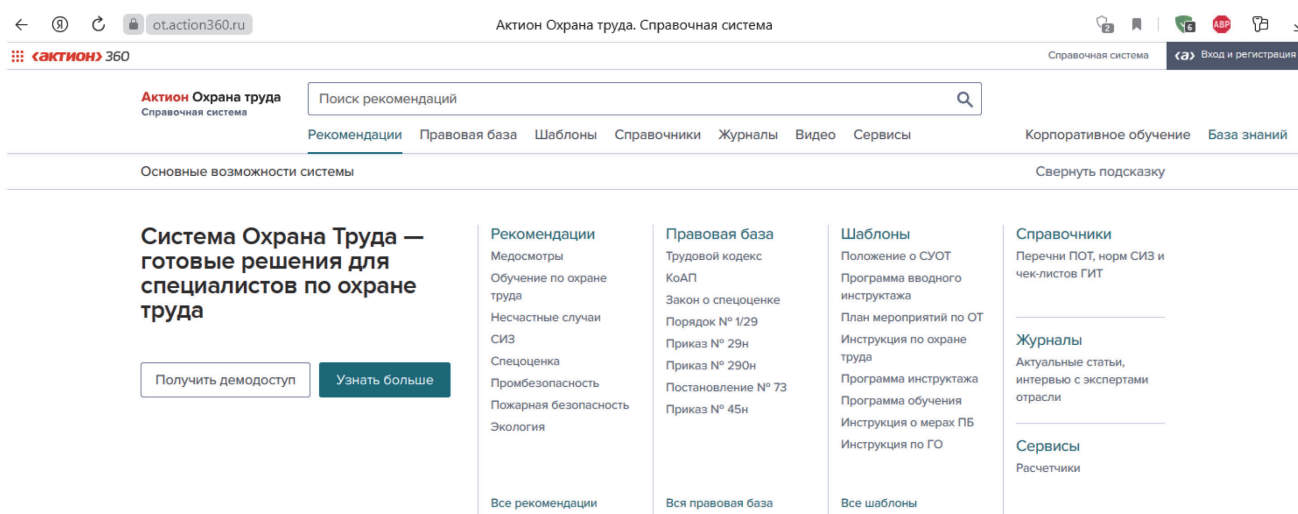 ot.action360.ru
Актион Охрана труда. Справочная система
2
6
ABP
‹актион› 360
Справочная система
‹a› Вход и регистрация
Актион Охрана труда
Справочная система
Поиск рекомендаций
Рекомендации Правовая база Шаблоны Справочники Журналы Видео Сервисы Корпоративное обучение База знаний
Основные возможности системы
Свернуть подсказку
Система Охрана Труда —
готовые решения для
специалистов по охране
труда
Получить демодоступ
Узнать больше
Рекомендации
Медосмотры
Обучение по охране
труда
Несчастные случаи
СИЗ
Спецоценка
Промбезопасность
Пожарная безопасность
Экология
Все рекомендации
Правовая база
Трудовой кодекс
КоАП
Закон о спецоценке
Порядок № 1/29
Приказ № 29н
Приказ № 290н
Постановление № 73
Приказ № 45н
Вся правовая база
Шаблоны
Положение о СУОТ
Программа вводного
инструктажа
План мероприятий по ОТ
Инструкция по охране
труда
Программа инструктажа
Программа обучения
Инструкция о мерах ПБ
Инструкция по ГО
Все шаблоны
Справочники
Перечни ПОТ, норм СИЗ и
чек-листов ГИТ
Журналы
Актуальные статьи,
интервью с экспертами
отрасли
Сервисы
Расчетчики